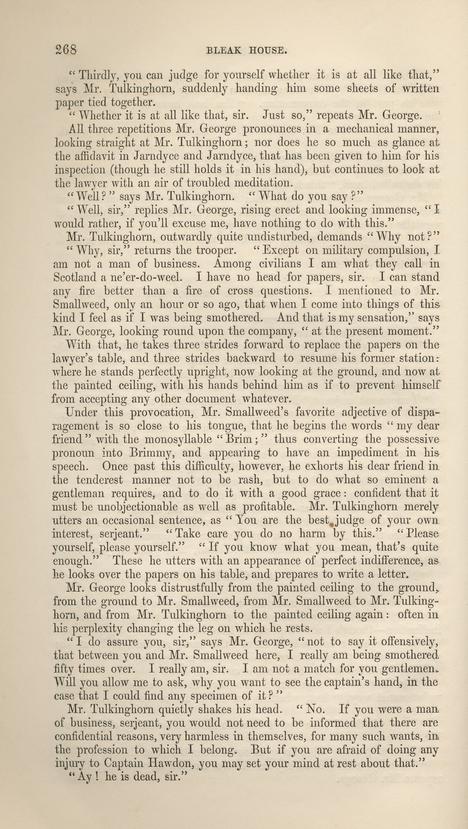 268 BLEAK HOUSE.
“ Thirdly, you can judge for yourself whether it is at all like that,”
says Mr. Tulkinghorn, suddenly handing him some sheets of written
paper tied together.
“ Whether it is at all like that, sir. Just so,” repeats Mr. George.
All three repetitions Mr. George pronounces in a mechanical manner,
looking straight at Mr. Tulkinghorn; nor does he so much as glance at
the affidavit in Jarndyce and Jarndyce, that has been given to him for his
inspection (though he still holds it in his hand), but continues to look at
the lawyer with an air of troubled meditation.
“ Well ? ” says Mr. Tulkinghorn. “ What do you say ?”
“ Well, sir,” replies Mr. George, rising erect and looking immense, “ I
would rather, if you’ll excuse me, have nothing to do with this.”
Mr. Tulkinghorn, outwardly quite undisturbed, demands “ Why not ?”
“ Why, sir,” returns the trooper. “Except on military compulsion, I
am not a man of business. Among civilians I am what they call in
Scotland a ne’er-do-weel. I have no head for papers, sir. I can stand
any fire better than a fire of cross questions. I mentioned to Mr.
Smallweed, only an hour or so ago, that when I come into things of this
kind I feel as if I was being smothered. And that is my sensation,” says
Mr. George, looking round upon the company, “ at the present moment.”
With that, he takes three strides forward to replace the papers on the
lawyer’s table, and three strides backward to resume his former station:
where he stands perfectly upright, now looking at the ground, and now at
the painted ceiling, with his hands behind him as if to prevent himself
from accepting any other document whatever.
Under this provocation, Mr. Smallweed’s favorite adjective of dispa-
ragement is so close to his tongue, that he begins the words “ my dear
friend ” with the monosyllable “ Brim ; ” thus converting the possessive
pronoun into Brimmy, and appearing to have an impediment in his
speech. Once past this difficulty, however, he exhorts his dear friend in
the tenderest manner not to be rash, but to do what so eminent a
gentleman requires, and to do it with a good grace: confident that it
must be unobjectionable as well as profitable. Mr. Tulkinghorn merely
utters an occasional sentence, as “ You are the best judge of your own
interest, serjeant.” “ Take care you do no harm by this.” “ Please
yourself, please yourself.” “ If you know what you mean, that’s quite
enough.” These he utters with an appearance of perfect indifference, as
he looks over the papers on his table, and prepares to write a letter.
Mr. George looks distrustfully from the painted ceiling to the ground,
from the ground to Mr. Smallweed, from Mr. Smallweed to Mr. Tulking-
horn, and from Mr. Tulkinghorn to the painted ceiling again : often in
his perplexity changing the leg on which he rests.
“ I do assure you, sir,” says Mr. George, “ not to say it offensively,
that between you and Mr. Smallweed here, I really am being smothered
fifty times over. I really am, sir. I am not a match for you gentlemen.
Will you allow me to ask, why you want to see the captain’s hand, in the
case that I could find any specimen of it ? ”
Mr. Tulkinghorn quietly shakes his head. “ No. If you were a man
of business, serjeant, you would not need to be informed that there are
confidential reasons, very harmless in themselves, for many such wants, in
the profession to which I belong. But if you are afraid of doing any
injury to Captain Hawdon, you may set your mind at rest about that.”
“ Ay ! he is dead, sir.”